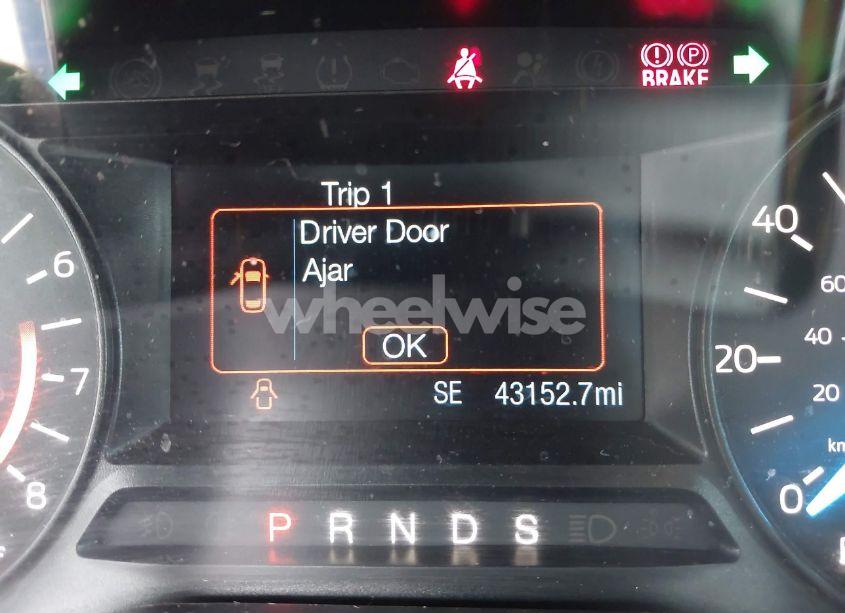 BRAKE
Trip 1
Driver Door
Ajar
wheelwise
OK
SE 43152.7mi
6
7
8
40
20
0
60
40
20
km
P R N D S